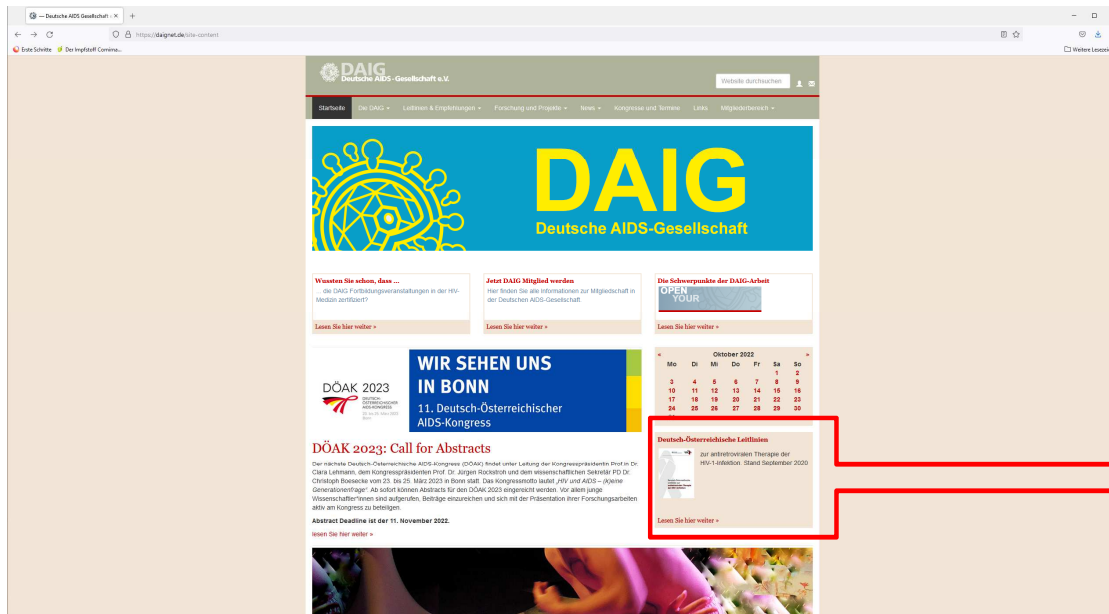 — Deutsche AIDS Gesellschaft
https://daignet.de/site-content
Erste Schritte
Der Impfstoff Comirna...
DAIG
Deutsche AIDS - Gesellschaft e.V.
Website durchsuchen
Startseite Die DAIG Leitlinien & Empfehlungen Forschung und Projekte News Kongresse und Termine Links Mitgliederbereich
DAIG
Deutsche AIDS-Gesellschaft
Wussten Sie schon, dass ...
... die DAIG Fortbildungsveranstaltungen in der HIV-
Medizin zertifiziert?
Lesen Sie hier weiter »
Jetzt DAIG Mitglied werden
Hier finden Sie alle Informationen zur Mitgliedschaft in
der Deutschen AIDS-Gesellschaft
Lesen Sie hier weiter »
Die Schwerpunkte der DAIG-Arbeit
OPEN
YOUR
Lesen Sie hier weiter »
DÖAK 2023
WIR SEHEN UNS
IN BONN
11. Deutsch-Österreichischer
AIDS-Kongress
« Oktober 2022 »
Mo Di Mi Do Fr Sa So
1 2
3 4 5 6 7 8 9
10 11 12 13 14 15 16
17 18 19 20 21 22 23
24 25 26 27 28 29 30
DÖAK 2023: Call for Abstracts
Der nächste Deutsch-Österreichische AIDS-Kongress (DÖAK) findet unter Leitung der Kongresspräsidentin Prof.in Dr.
Clara Lehmann, dem Kongresspräsidenten Prof. Dr. Jürgen Rockstroh und dem wissenschaftlichen Sekretär PD Dr.
Christoph Boesecke vom 23. bis 25. März 2023 in Bonn statt. Das Kongressmotto lautet „HIV und AIDS – (k)eine
Generationenfrage". Ab sofort können Abstracts für den DÖAK 2023 eingereicht werden. Vor allem junge
Wissenschaftler*innen sind aufgerufen, Beiträge einzureichen und sich mit der Präsentation ihrer Forschungsarbeiten
aktiv am Kongress zu beteiligen.
Abstract Deadline ist der 11. November 2022.
lesen Sie hier weiter »
Deutsch-Österreichische Leitlinien
zur antiretroviralen Therapie der
HIV-1-Infektion. Stand September 2020
Lesen Sie hier weiter »